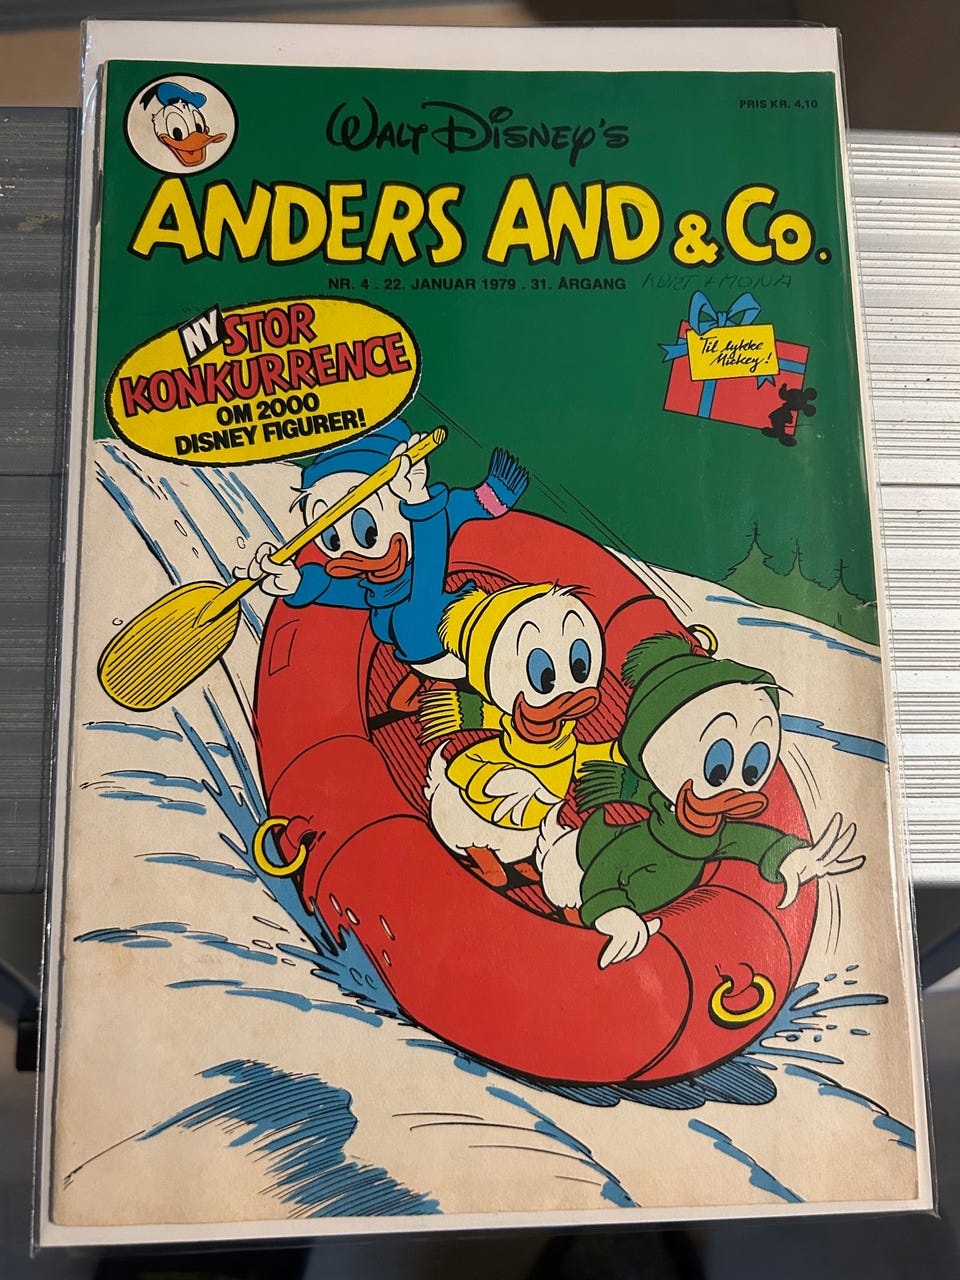 PRIS KR. 4,10
WALT DISNEY'S
ANDERS AND & CO.
NR. 4 . 22. JANUAR 1979 . 31. ÅRGANG
KURT + MONA
NY STOR
KONKURRENCE
OM 2000
DISNEY FIGURER!
Til lykke
Mickey!